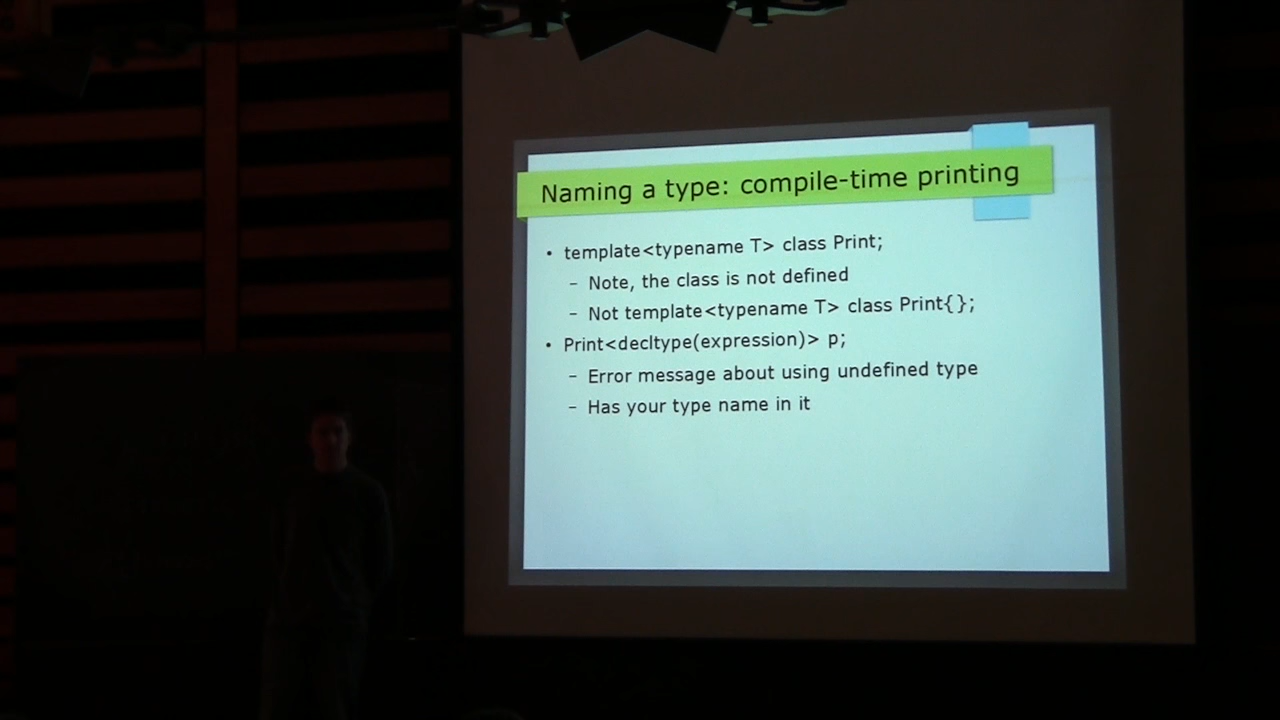 Naming a type: compile-time printing
• template<typename T> class Print;
– Note, the class is not defined
– Not template<typename T> class Print{};
• Print<decltype(expression)> p;
– Error message about using undefined type
– Has your type name in it